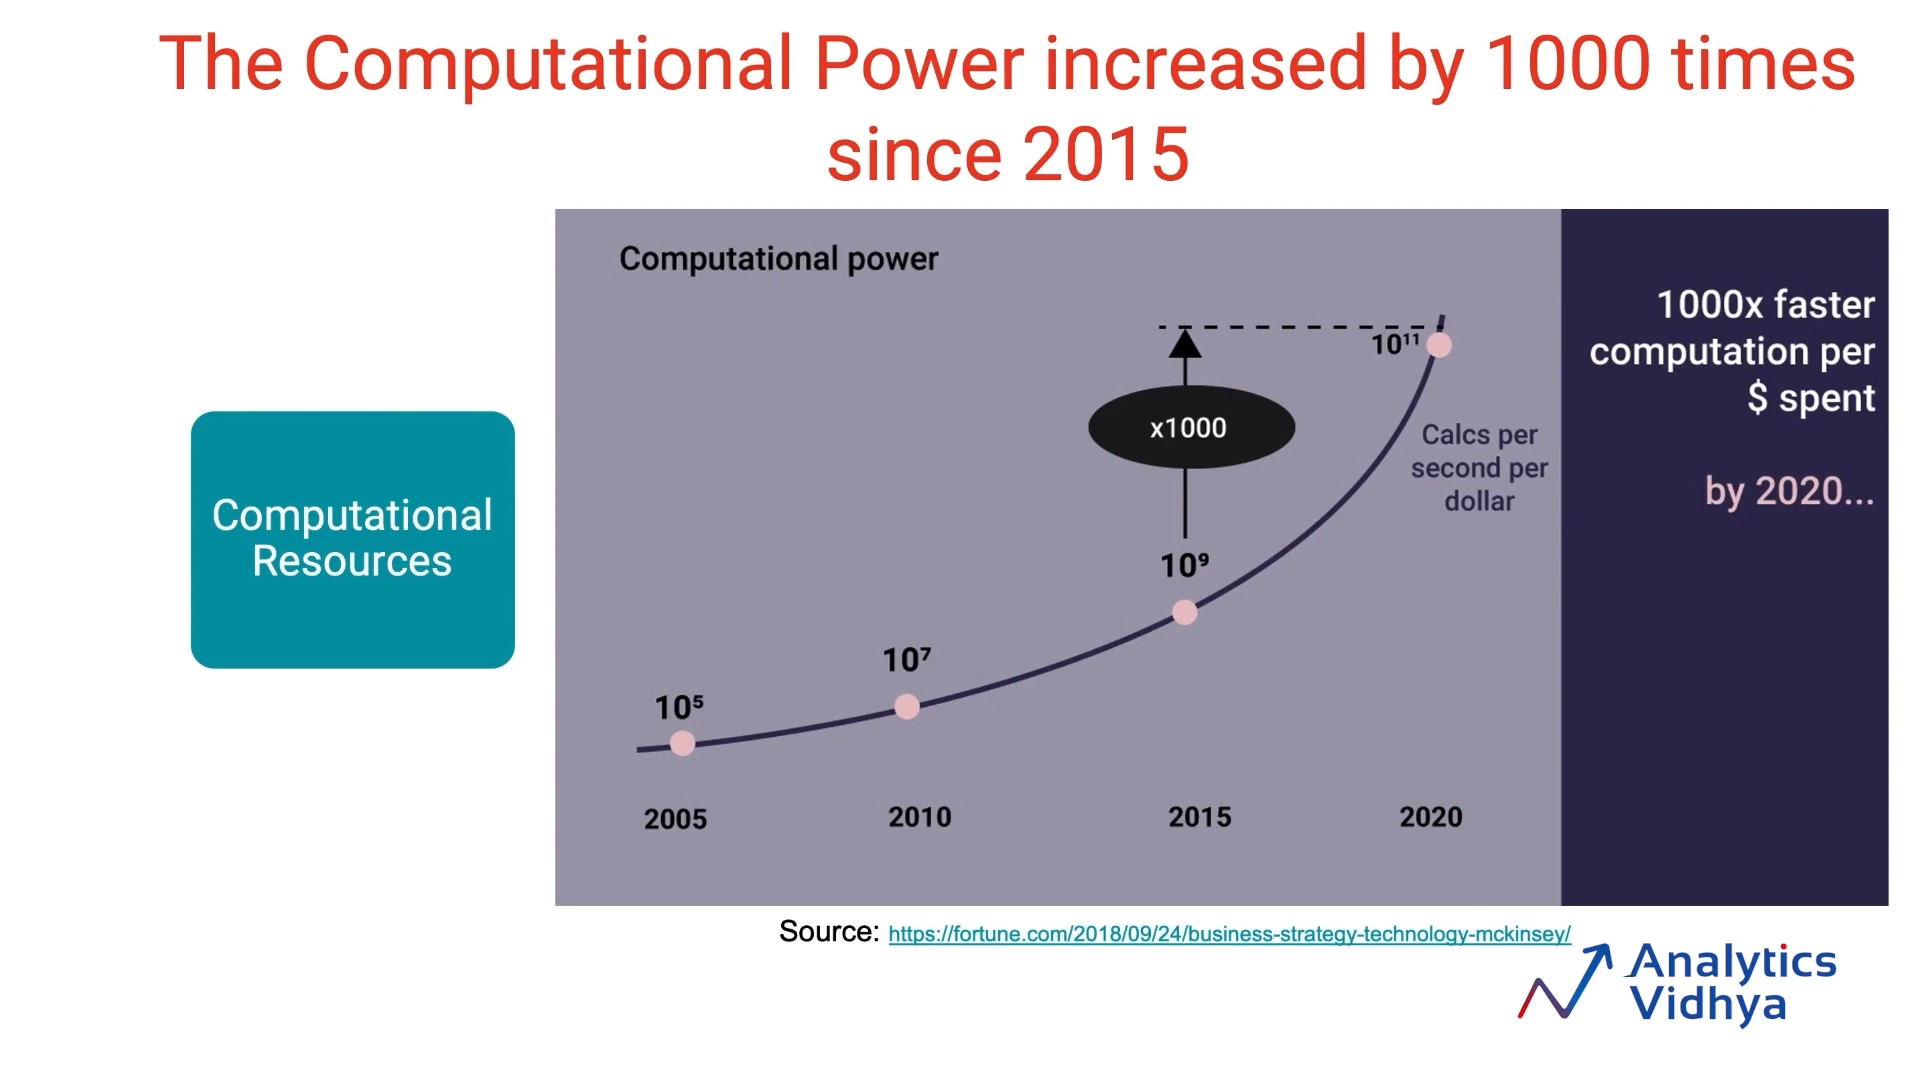 The Computational Power increased by 1000 times
since 2015
Computational
Resources
Computational power
1000x faster
computation per
$ spent
by 2020...
10¹¹
x1000
Calcs per
second per
dollar
10⁹
10⁷
10⁵
2005
2010
2015
2020
Source: https://fortune.com/2018/09/24/business-strategy-technology-mckinsey/
Analytics
Vidhya